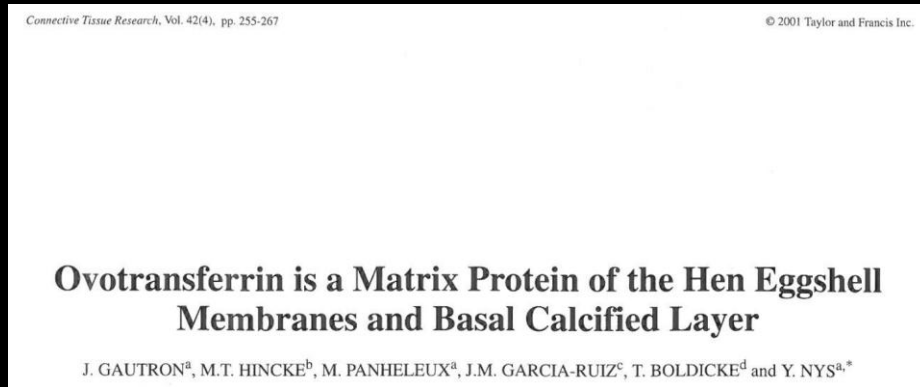 Connective Tissue Research, Vol. 42(4), pp. 255-267
© 2001 Taylor and Francis Inc.
Ovotransferrin is a Matrix Protein of the Hen Eggshell
Membranes and Basal Calcified Layer
J. GAUTRONᵃ, M.T. HINCKEᵇ, M. PANHELEUXᵃ, J.M. GARCIA-RUIZᶜ, T. BOLDICKEᵈ and Y. NYSᵃ,*